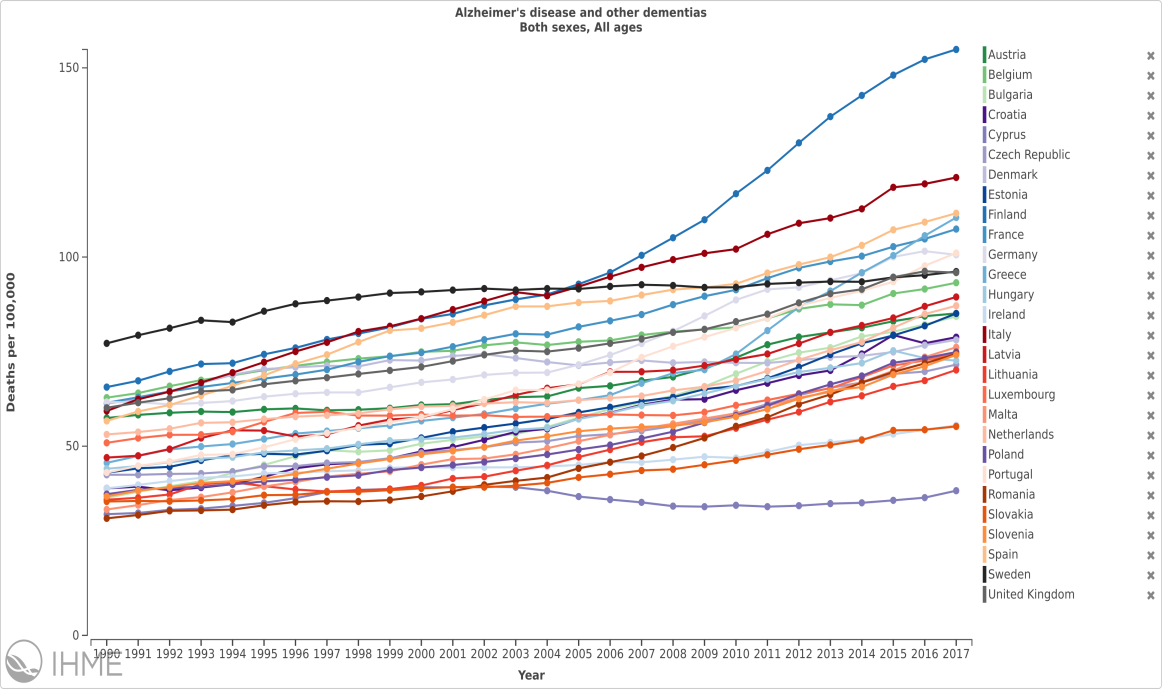 Alzheimer's disease and other dementias
Both sexes, All ages
Deaths per 100,000
150
100
50
0
1990 1991 1992 1993 1994 1995 1996 1997 1998 1999 2000 2001 2002 2003 2004 2005 2006 2007 2008 2009 2010 2011 2012 2013 2014 2015 2016 2017
Year
IHME
Austria ×
Belgium ×
Bulgaria ×
Croatia ×
Cyprus ×
Czech Republic ×
Denmark ×
Estonia ×
Finland ×
France ×
Germany ×
Greece ×
Hungary ×
Ireland ×
Italy ×
Latvia ×
Lithuania ×
Luxembourg ×
Malta ×
Netherlands ×
Poland ×
Portugal ×
Romania ×
Slovakia ×
Slovenia ×
Spain ×
Sweden ×
United Kingdom ×